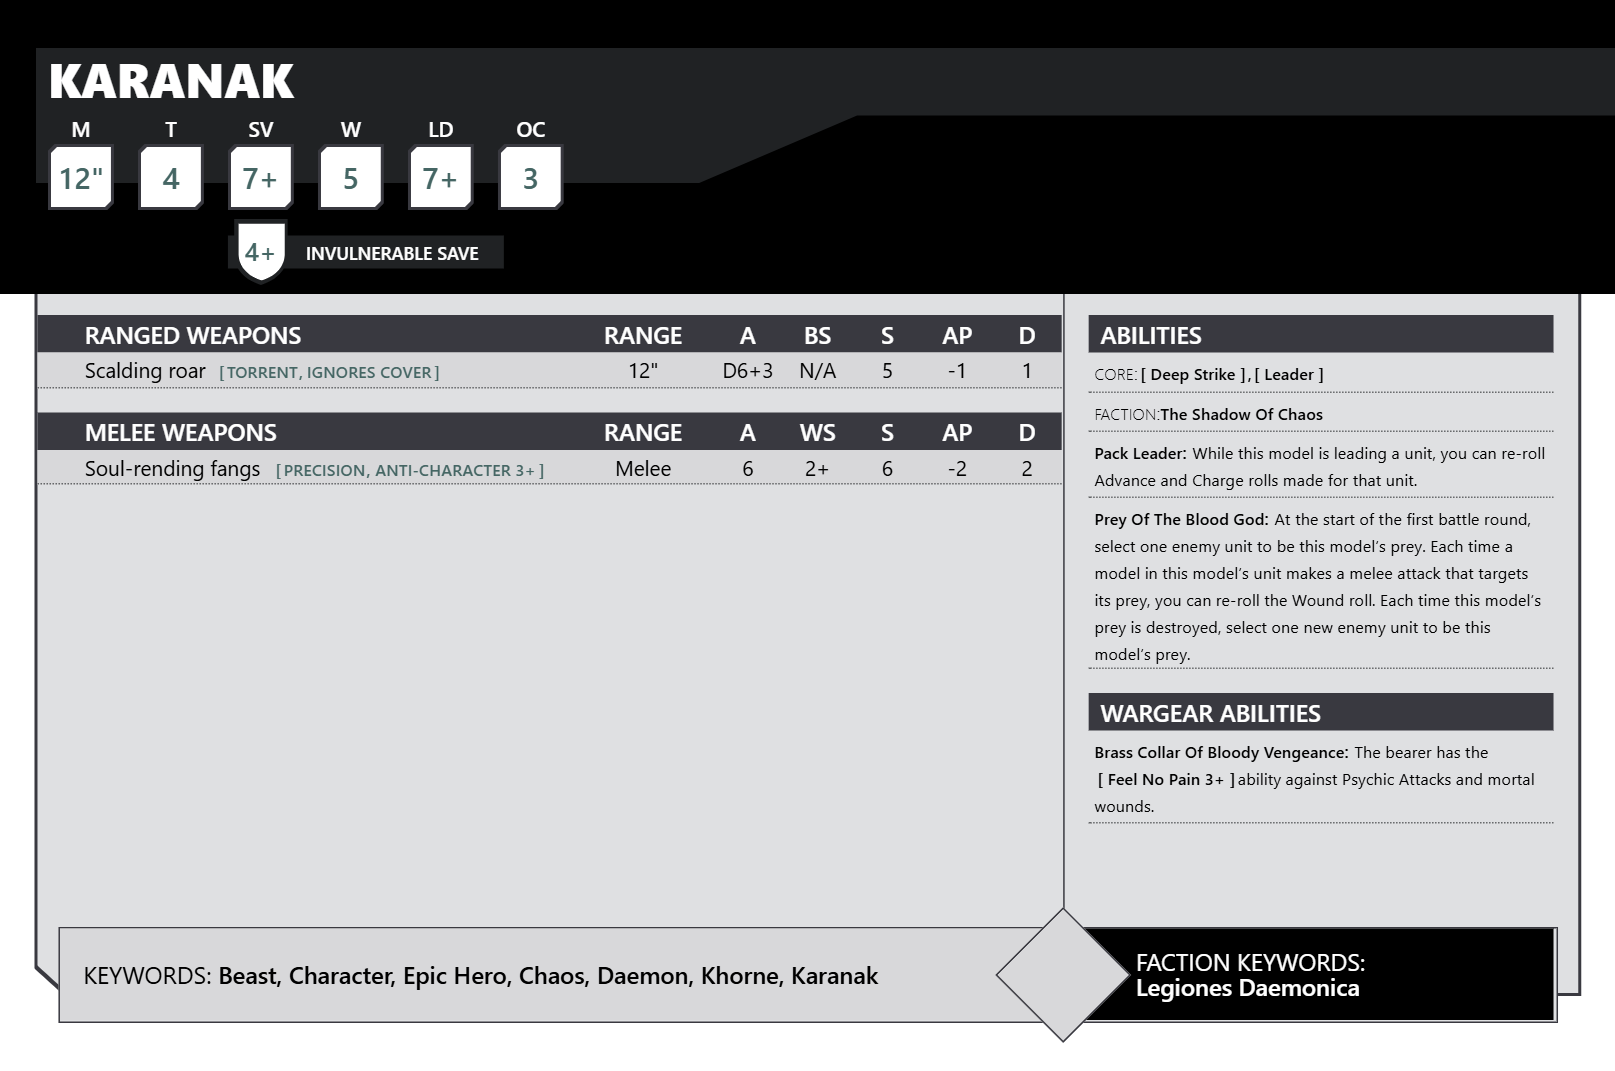 KARANAK
M T SV W LD OC
12" 4 7+ 5 7+ 3
4+ INVULNERABLE SAVE
RANGED WEAPONS RANGE A BS S AP D
Scalding roar [TORRENT, IGNORES COVER] 12" D6+3 N/A 5 -1 1
MELEE WEAPONS RANGE A WS S AP D
Soul-rending fangs [PRECISION, ANTI-CHARACTER 3+] Melee 6 2+ 6 -2 2
ABILITIES
CORE: [ Deep Strike ], [ Leader ]
FACTION:The Shadow Of Chaos
Pack Leader: While this model is leading a unit, you can re-roll
Advance and Charge rolls made for that unit.
Prey Of The Blood God: At the start of the first battle round,
select one enemy unit to be this model’s prey. Each time a
model in this model’s unit makes a melee attack that targets
its prey, you can re-roll the Wound roll. Each time this model’s
prey is destroyed, select one new enemy unit to be this
model’s prey.
WARGEAR ABILITIES
Brass Collar Of Bloody Vengeance: The bearer has the
[ Feel No Pain 3+ ] ability against Psychic Attacks and mortal
wounds.
KEYWORDS: Beast, Character, Epic Hero, Chaos, Daemon, Khorne, Karanak
FACTION KEYWORDS:
Legiones Daemonica